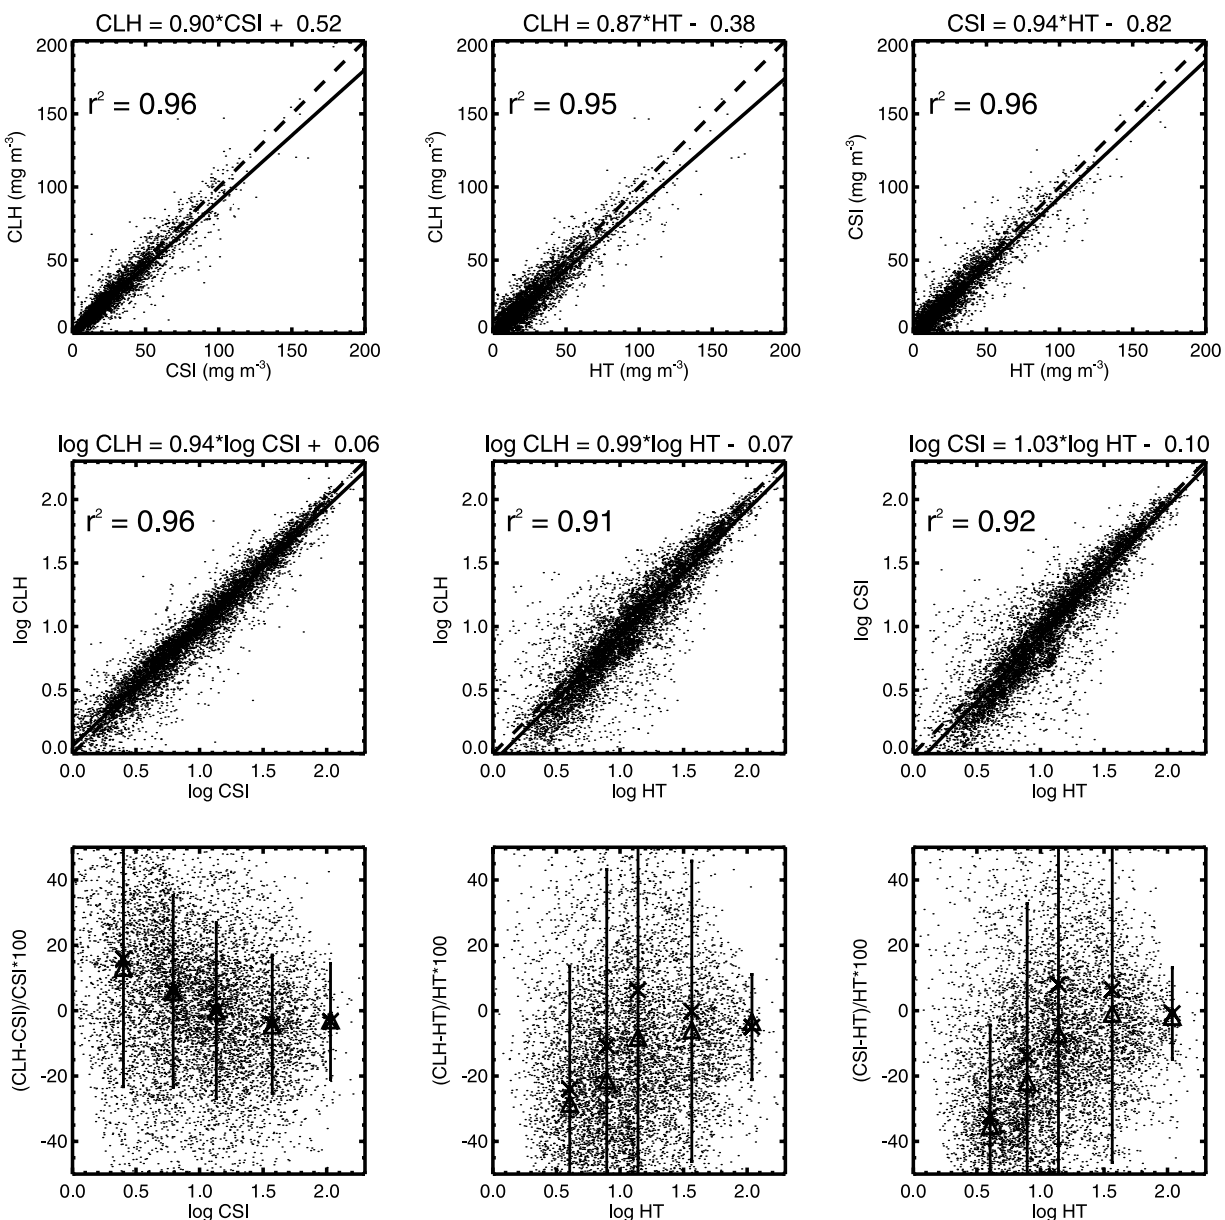 CLH = 0.90*CSI + 0.52
CLH = 0.87*HT - 0.38
CSI = 0.94*HT - 0.82
200
150
100
50
0
CLH (mg m-3)
r² = 0.96
0 50 100 150 200
CSI (mg m-3)
200
150
100
50
0
CLH (mg m-3)
r² = 0.95
0 50 100 150 200
HT (mg m-3)
200
150
100
50
0
CSI (mg m-3)
r² = 0.96
0 50 100 150 200
HT (mg m-3)
log CLH = 0.94*log CSI + 0.06
log CLH = 0.99*log HT - 0.07
log CSI = 1.03*log HT - 0.10
2.0
1.5
1.0
0.5
0.0
log CLH
r² = 0.96
0.0 0.5 1.0 1.5 2.0
log CSI
2.0
1.5
1.0
0.5
0.0
log CLH
r² = 0.91
0.0 0.5 1.0 1.5 2.0
log HT
2.0
1.5
1.0
0.5
0.0
log CSI
r² = 0.92
0.0 0.5 1.0 1.5 2.0
log HT
40
20
0
-20
-40
(CLH-CSI)/CSI*100
0.0 0.5 1.0 1.5 2.0
log CSI
40
20
0
-20
-40
(CLH-HT)/HT*100
0.0 0.5 1.0 1.5 2.0
log HT
40
20
0
-20
-40
(CSI-HT)/HT*100
0.0 0.5 1.0 1.5 2.0
log HT